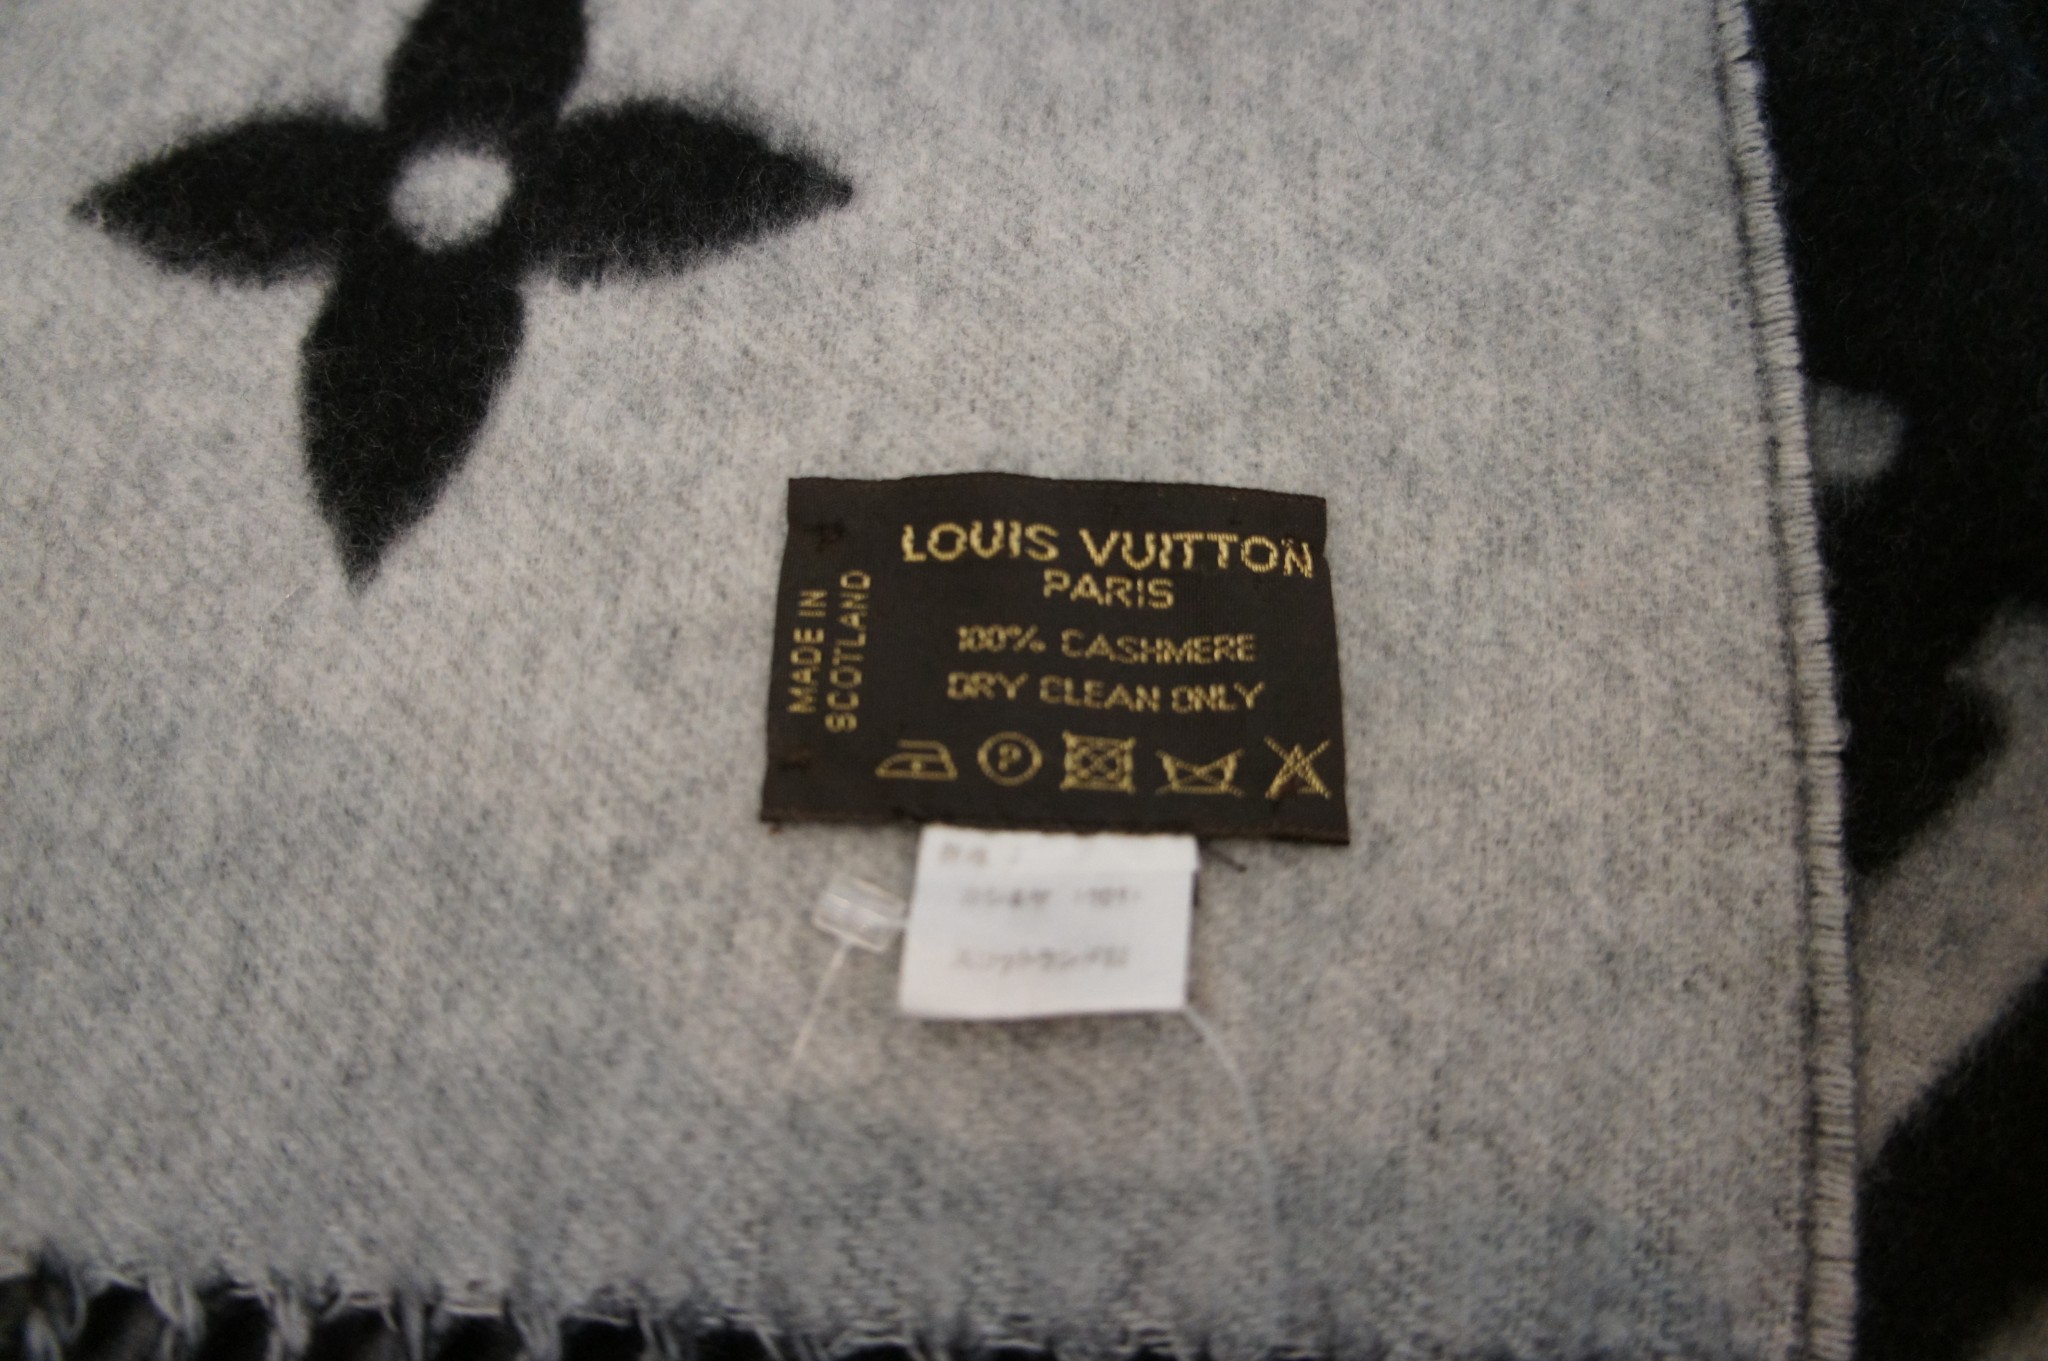 LOUIS VUITTON
PARIS
100% CASHMERE
DRY CLEAN ONLY
MADE IN
SCOTLAND
P